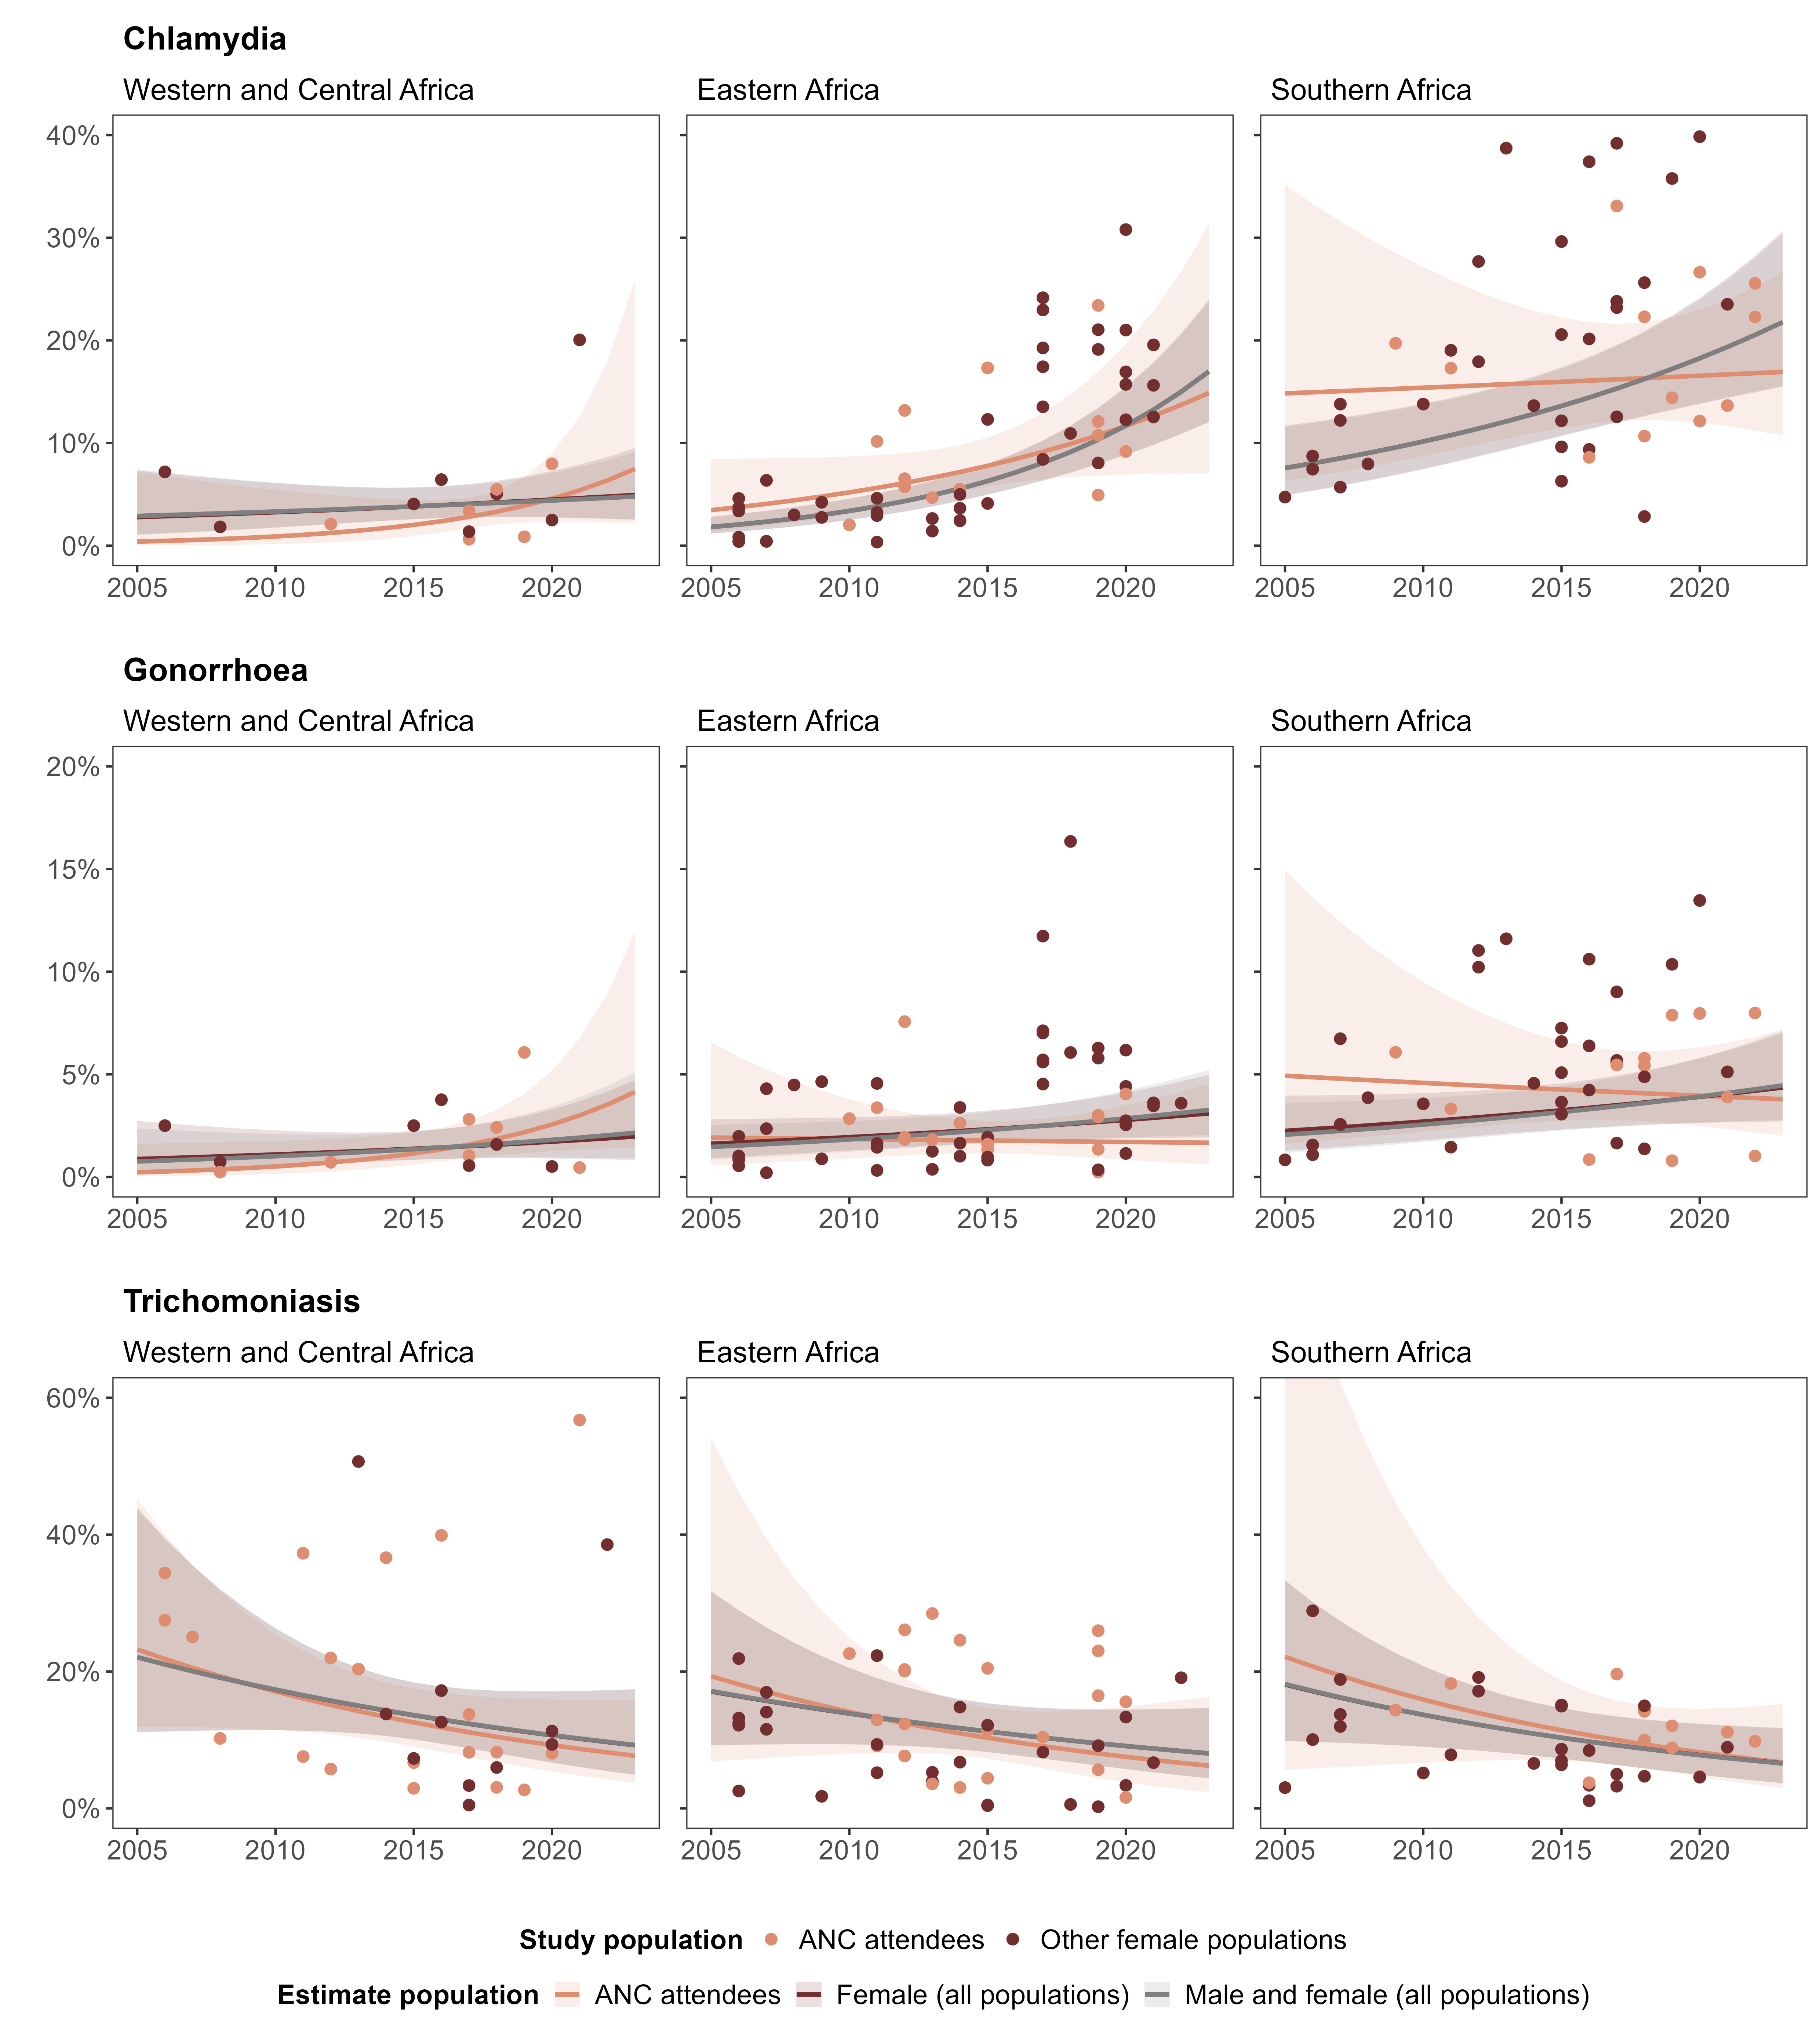 Chlamydia
Western and Central Africa Eastern Africa Southern Africa
40%
30%
20%
10%
0%
2005 2010 2015 2020 2005 2010 2015 2020 2005 2010 2015 2020
Gonorrhoea
Western and Central Africa Eastern Africa Southern Africa
20%
15%
10%
5%
0%
2005 2010 2015 2020 2005 2010 2015 2020 2005 2010 2015 2020
Trichomoniasis
Western and Central Africa Eastern Africa Southern Africa
60%
40%
20%
0%
2005 2010 2015 2020 2005 2010 2015 2020 2005 2010 2015 2020
Study population ANC attendees Other female populations
Estimate population ANC attendees Female (all populations) Male and female (all populations)